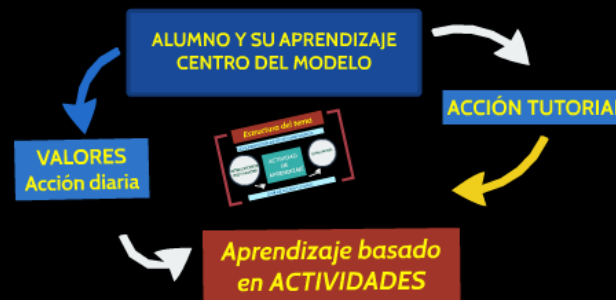 ALUMNO Y SU APRENDIZAJE
CENTRO DEL MODELO
ACCIÓN TUTORIA
VALORES
Acción diaria
Estructura del tema
ACTIVIDAD
DE
APRENDIZAJE
Aprendizaje basado
en ACTIVIDADES